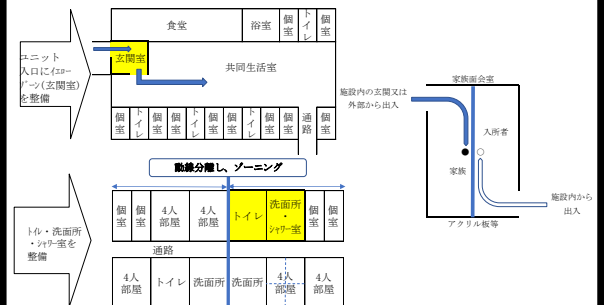 ユニット
入口にｲｴﾛｰ
ｿﾞｰﾝ(玄関室)
を整備
食堂
浴室
個
室
ト
イ
レ
個
室
玄関室
共同生活室
個
室
ト
イ
レ
個
室
ト
イ
レ
個
室
ト
イ
レ
個
室
ト
イ
レ
個
室
個
室
通
路
個
室
家族面会室
施設内の玄関又は
外部から出入
入所者
家族
施設内から
出入
アクリル板等
動線分離し、ゾーニング
ﾄｲﾚ・洗面所
・ｼｬﾜｰ室を
整備
個
室
個
室
4人
部屋
4人
部屋
トイレ
洗面所
・
ｼｬﾜｰ室
個
室
個
室
通路
4人
部屋
トイレ
洗面所
洗面所
4人
部屋
4人
部屋